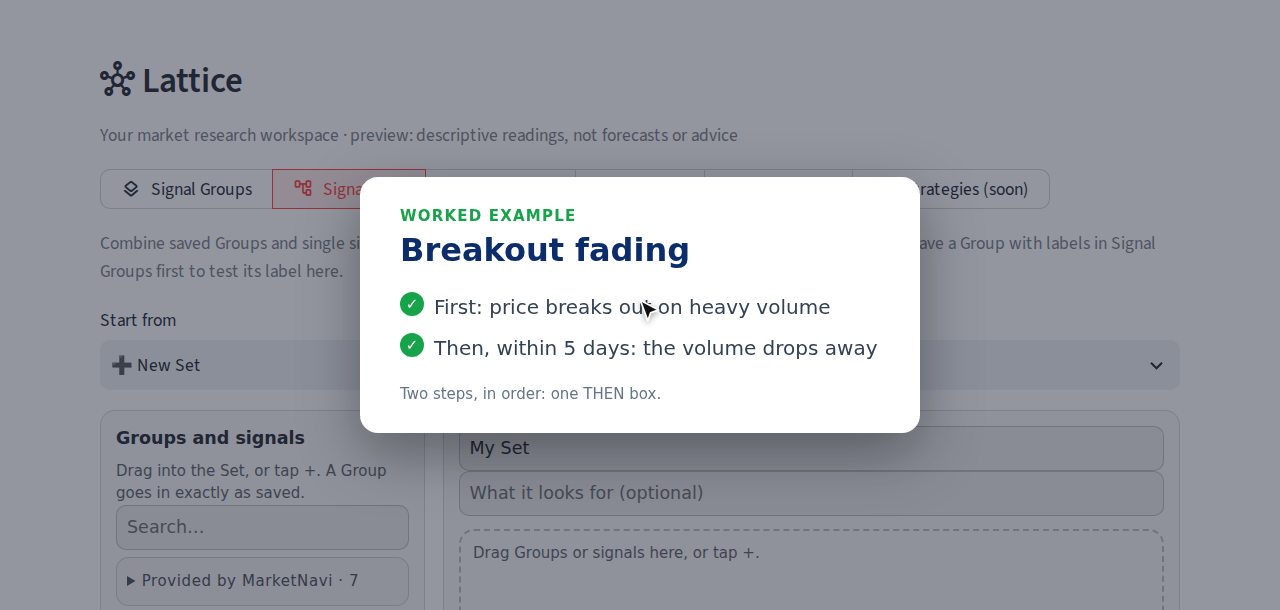 Lattice
Your market research workspace · preview: descriptive readings, not forecasts or advice
Signal Groups
rategies (soon)
WORKED EXAMPLE
Breakout fading
✓ First: price breaks out on heavy volume
✓ Then, within 5 days: the volume drops away
Two steps, in order: one THEN box.
Combine saved Groups and single
ave a Group with labels in Signal
Groups first to test its label here.
Start from
➕ New Set
Groups and signals
Drag into the Set, or tap +. A Group
goes in exactly as saved.
Search...
Provided by MarketNavi · 7
My Set
What it looks for (optional)
Drag Groups or signals here, or tap +.